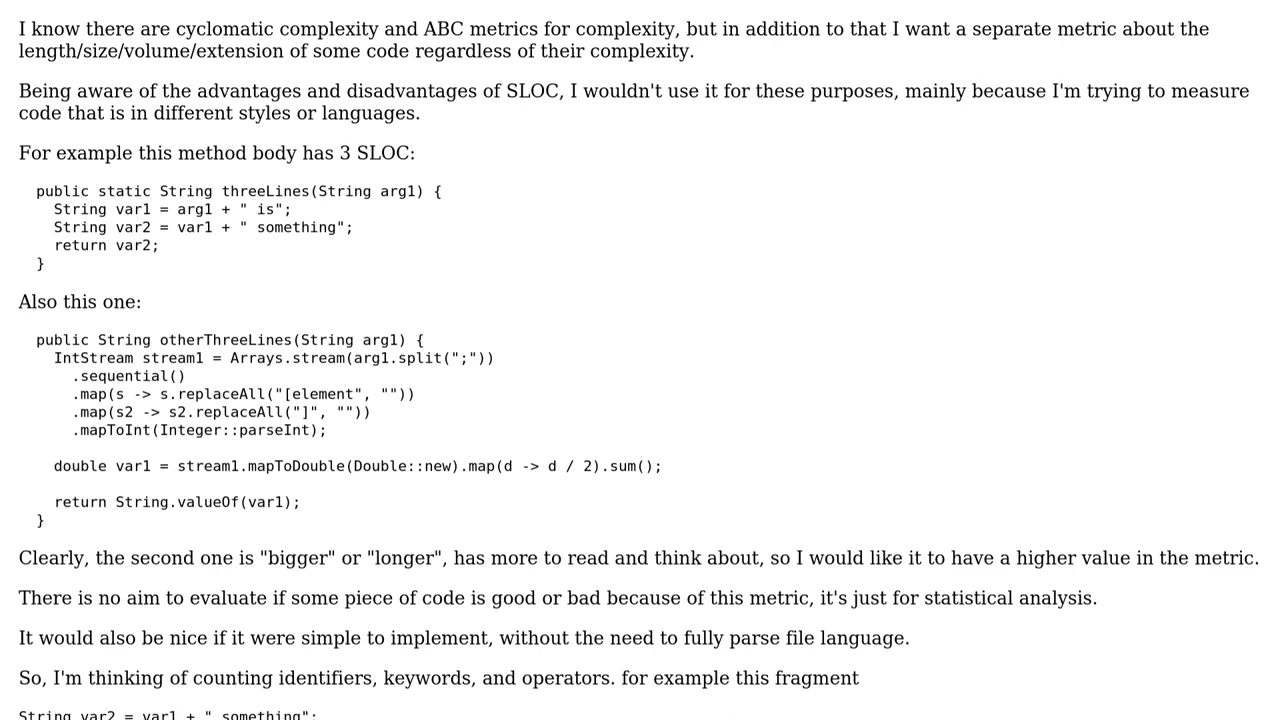 I know there are cyclomatic complexity and ABC metrics for complexity, but in addition to that I want a separate metric about the
length/size/volume/extension of some code regardless of their complexity.
Being aware of the advantages and disadvantages of SLOC, I wouldn't use it for these purposes, mainly because I'm trying to measure
code that is in different styles or languages.
For example this method body has 3 SLOC:
public static String threeLines(String arg1) {
String var1 = arg1 + " is";
String var2 = var1 + " something";
return var2;
}
Also this one:
public String otherThreeLines(String arg1) {
IntStream stream1 = Arrays.stream(arg1.split(";"))
.sequential()
.map(s -> s.replaceAll("[element", ""))
.map(s2 -> s2.replaceAll("]", ""))
.mapToInt(Integer::parseInt);
double var1 = stream1.mapToDouble(Double::new).map(d -> d / 2).sum();
return String.valueOf(var1);
}
Clearly, the second one is "bigger" or "longer", has more to read and think about, so I would like it to have a higher value in the metric.
There is no aim to evaluate if some piece of code is good or bad because of this metric, it's just for statistical analysis.
It would also be nice if it were simple to implement, without the need to fully parse file language.
So, I'm thinking of counting identifiers, keywords, and operators. for example this fragment
String var2 = var1 + " something";